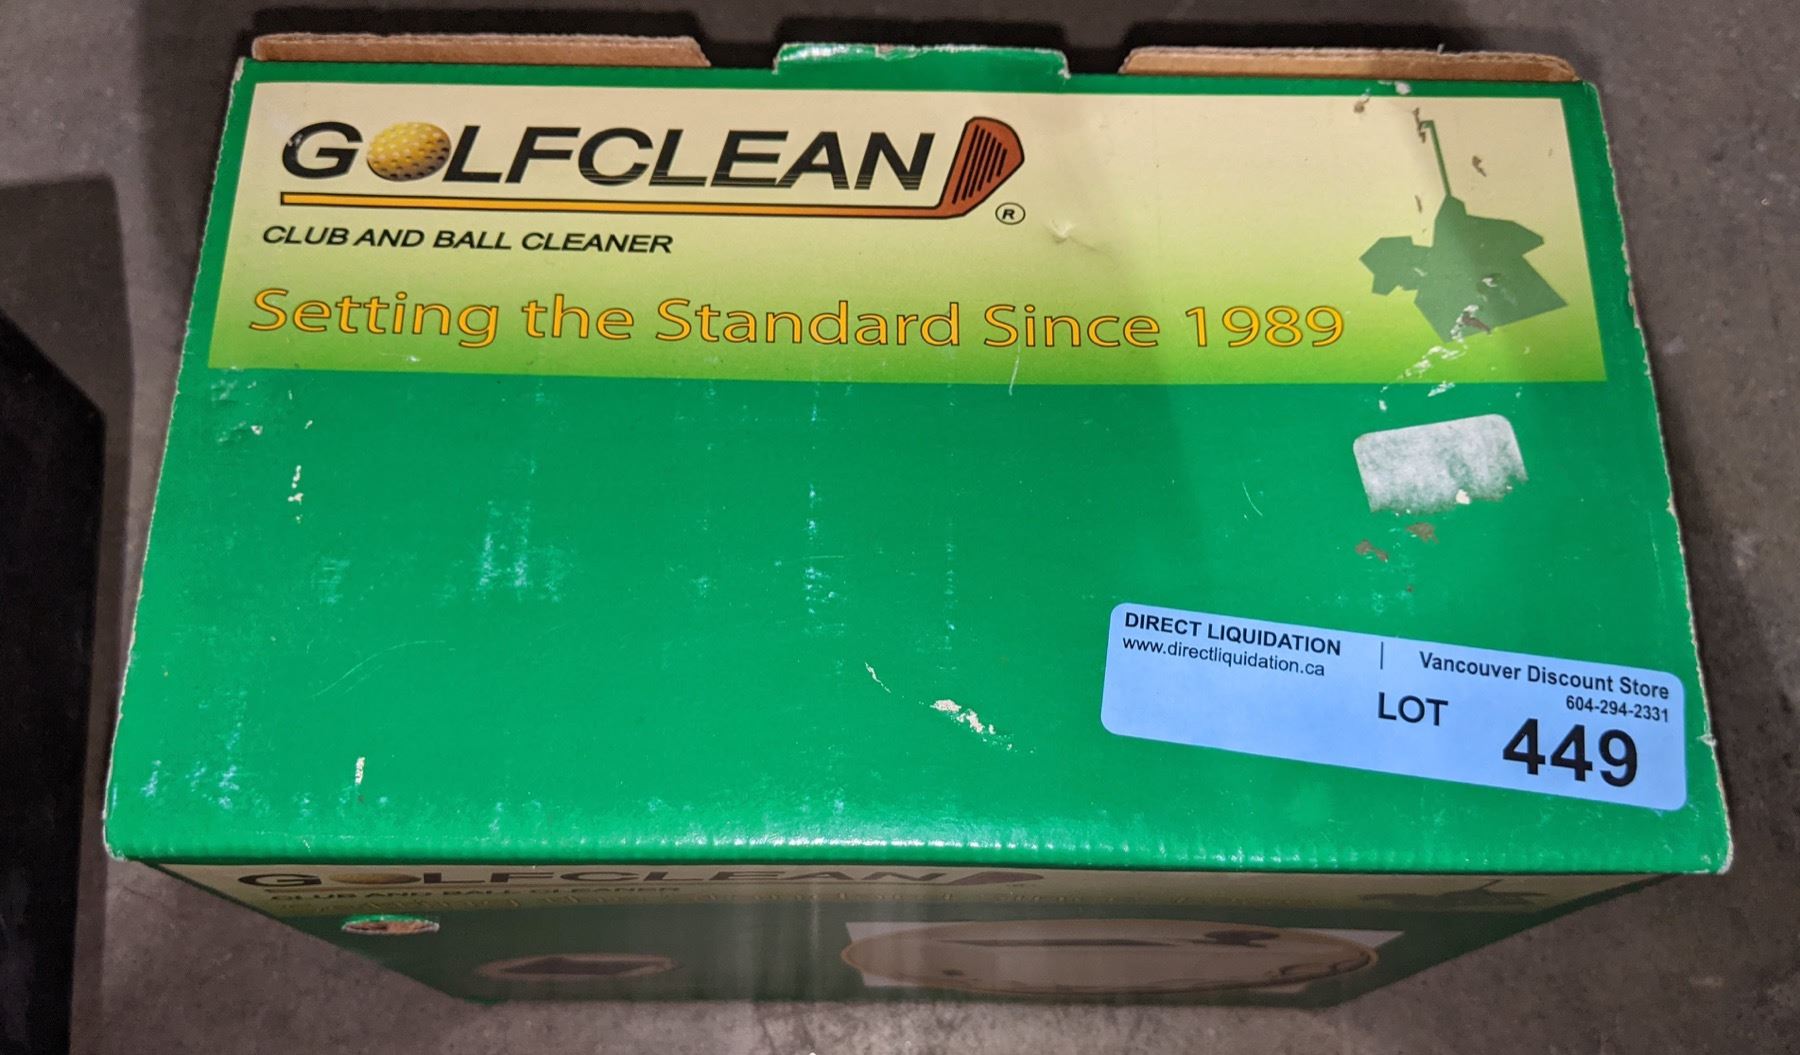 GOLFCLEAN ®
CLUB AND BALL CLEANER
Setting the Standard Since 1989
DIRECT LIQUIDATION | Vancouver Discount Store
www.directliquidation.ca
604-294-2331
LOT 449
GOLFCLEAN
CLUB AND BALL CLEANER